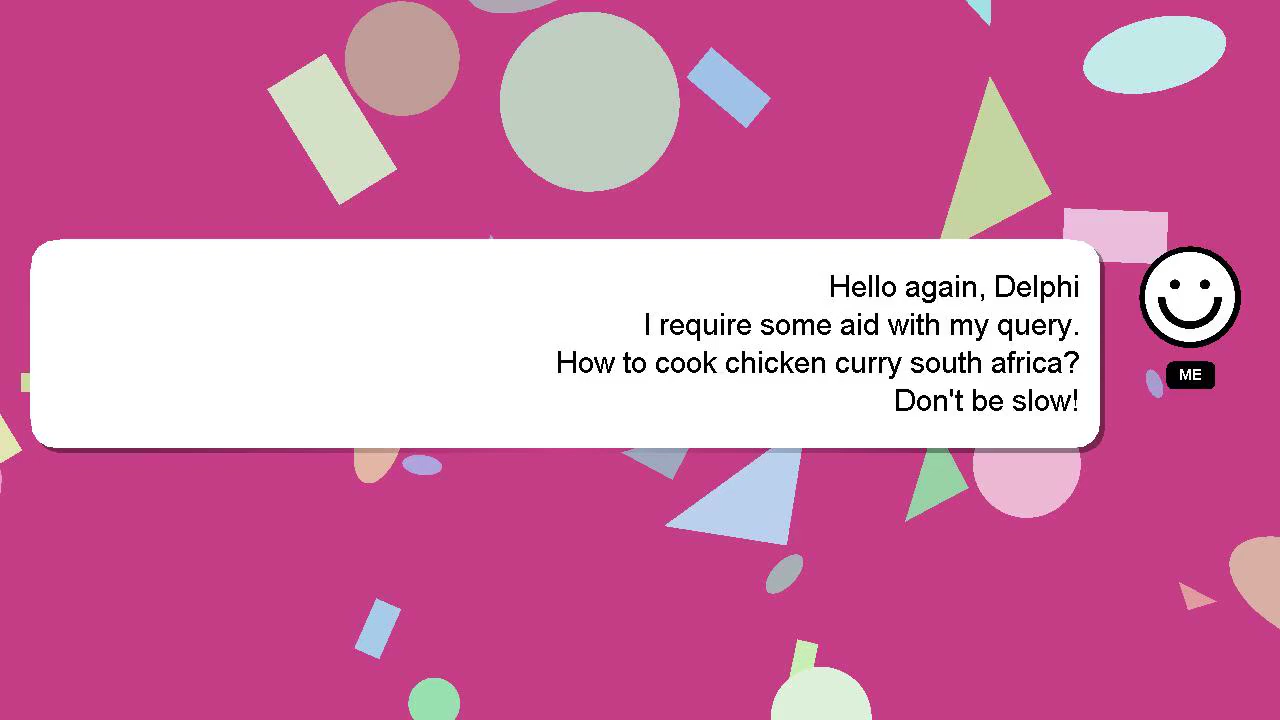 Hello again, Delphi
I require some aid with my query.
How to cook chicken curry south africa?
Don't be slow!
ME